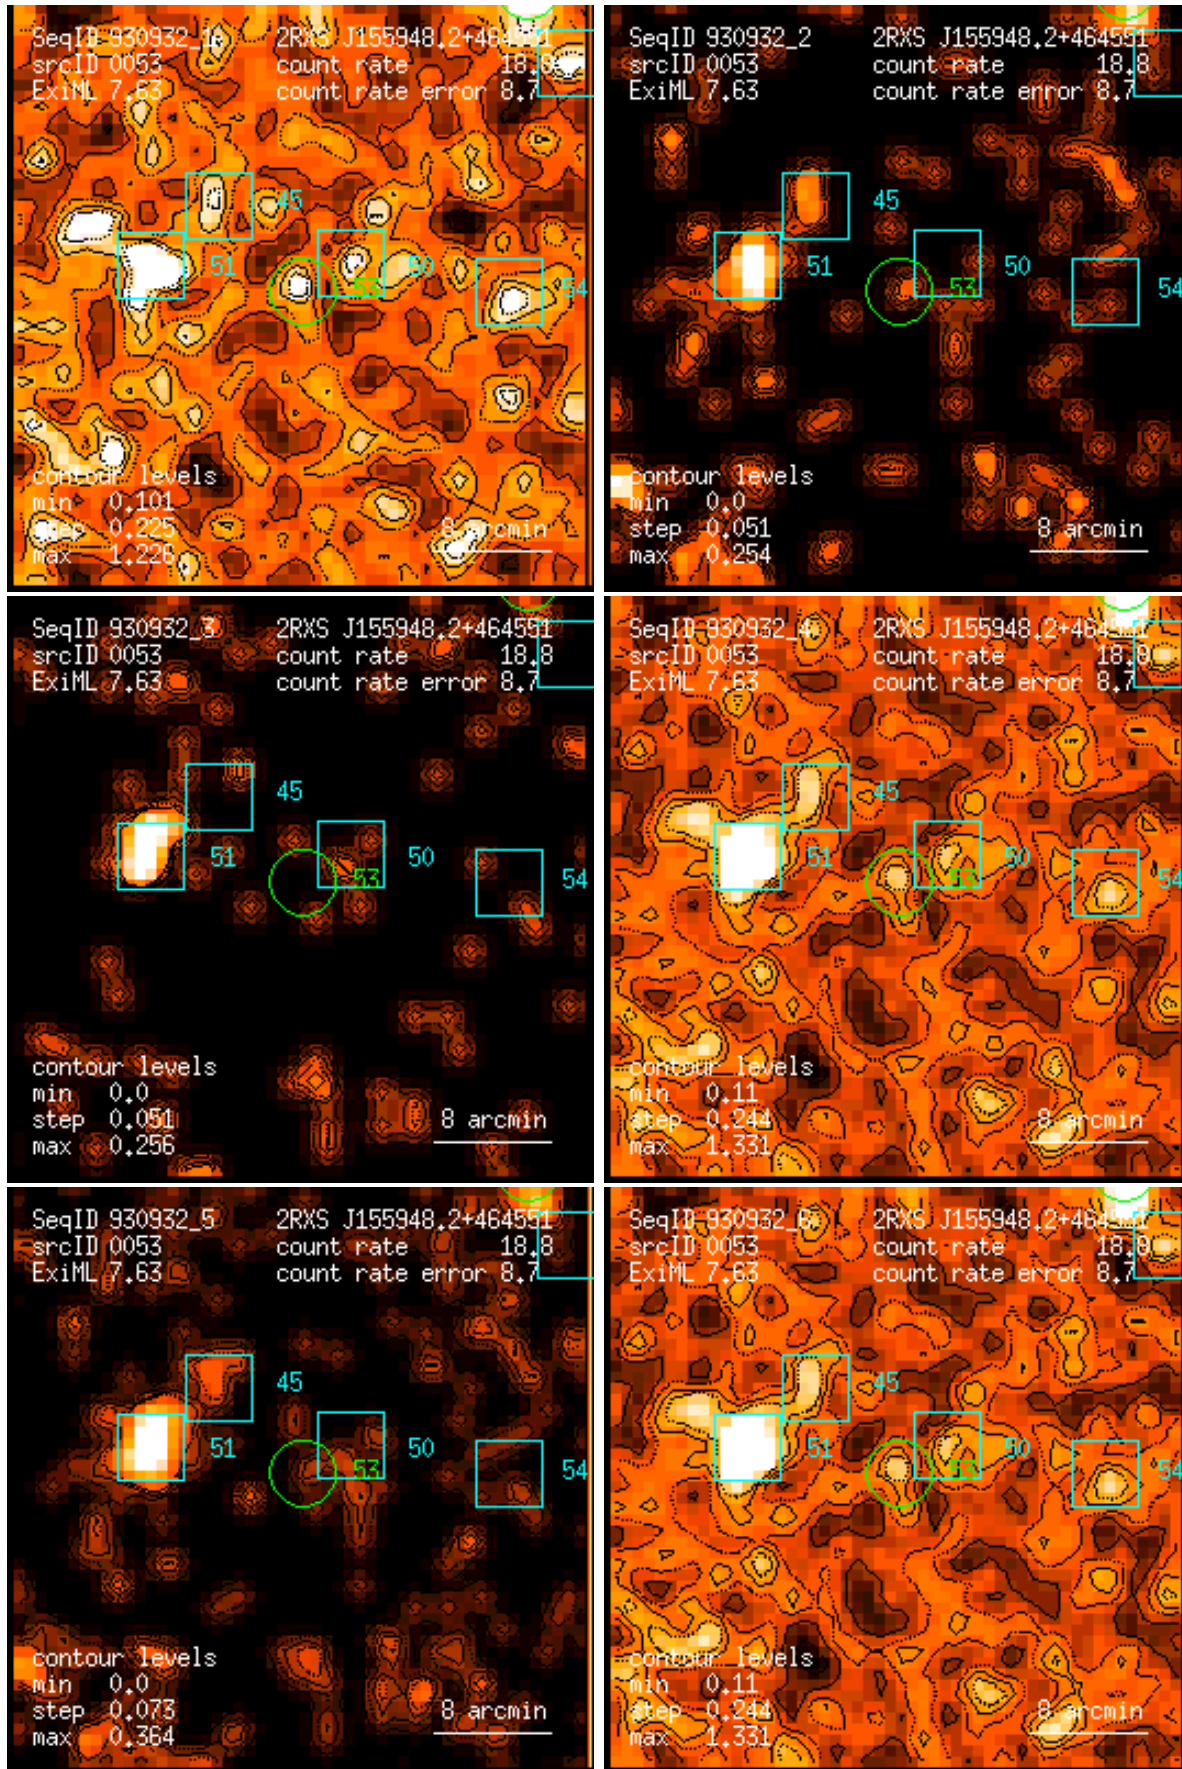 SeqID 930932_1 2RXS J155948.2+464551
srcID 0053 count rate 18.8
ExiML 7.63 count rate error 8.7
45
51 50
53 54
contour levels
min 0.101
step 0.225
max 1.226
8 arcmin
SeqID 930932_2 2RXS J155948.2+464551
srcID 0053 count rate 18.8
ExiML 7.63 count rate error 8.7
45
51 50
53 54
contour levels
min 0.0
step 0.051
max 0.254
8 arcmin
SeqID 930932_3 2RXS J155948.2+464551
srcID 0053 count rate 18.8
ExiML 7.63 count rate error 8.7
45
51 50
53 54
contour levels
min 0.0
step 0.051
max 0.256
8 arcmin
SeqID 930932_4 2RXS J155948.2+464551
srcID 0053 count rate 18.8
ExiML 7.63 count rate error 8.7
45
51 50
53 54
contour levels
min 0.11
step 0.244
max 1.331
8 arcmin
SeqID 930932_5 2RXS J155948.2+464551
srcID 0053 count rate 18.8
ExiML 7.63 count rate error 8.7
45
51 50
53 54
contour levels
min 0.0
step 0.073
max 0.364
8 arcmin
SeqID 930932_6 2RXS J155948.2+464551
srcID 0053 count rate 18.8
ExiML 7.63 count rate error 8.7
45
51 50
53 54
contour levels
min 0.11
step 0.244
max 1.331
8 arcmin